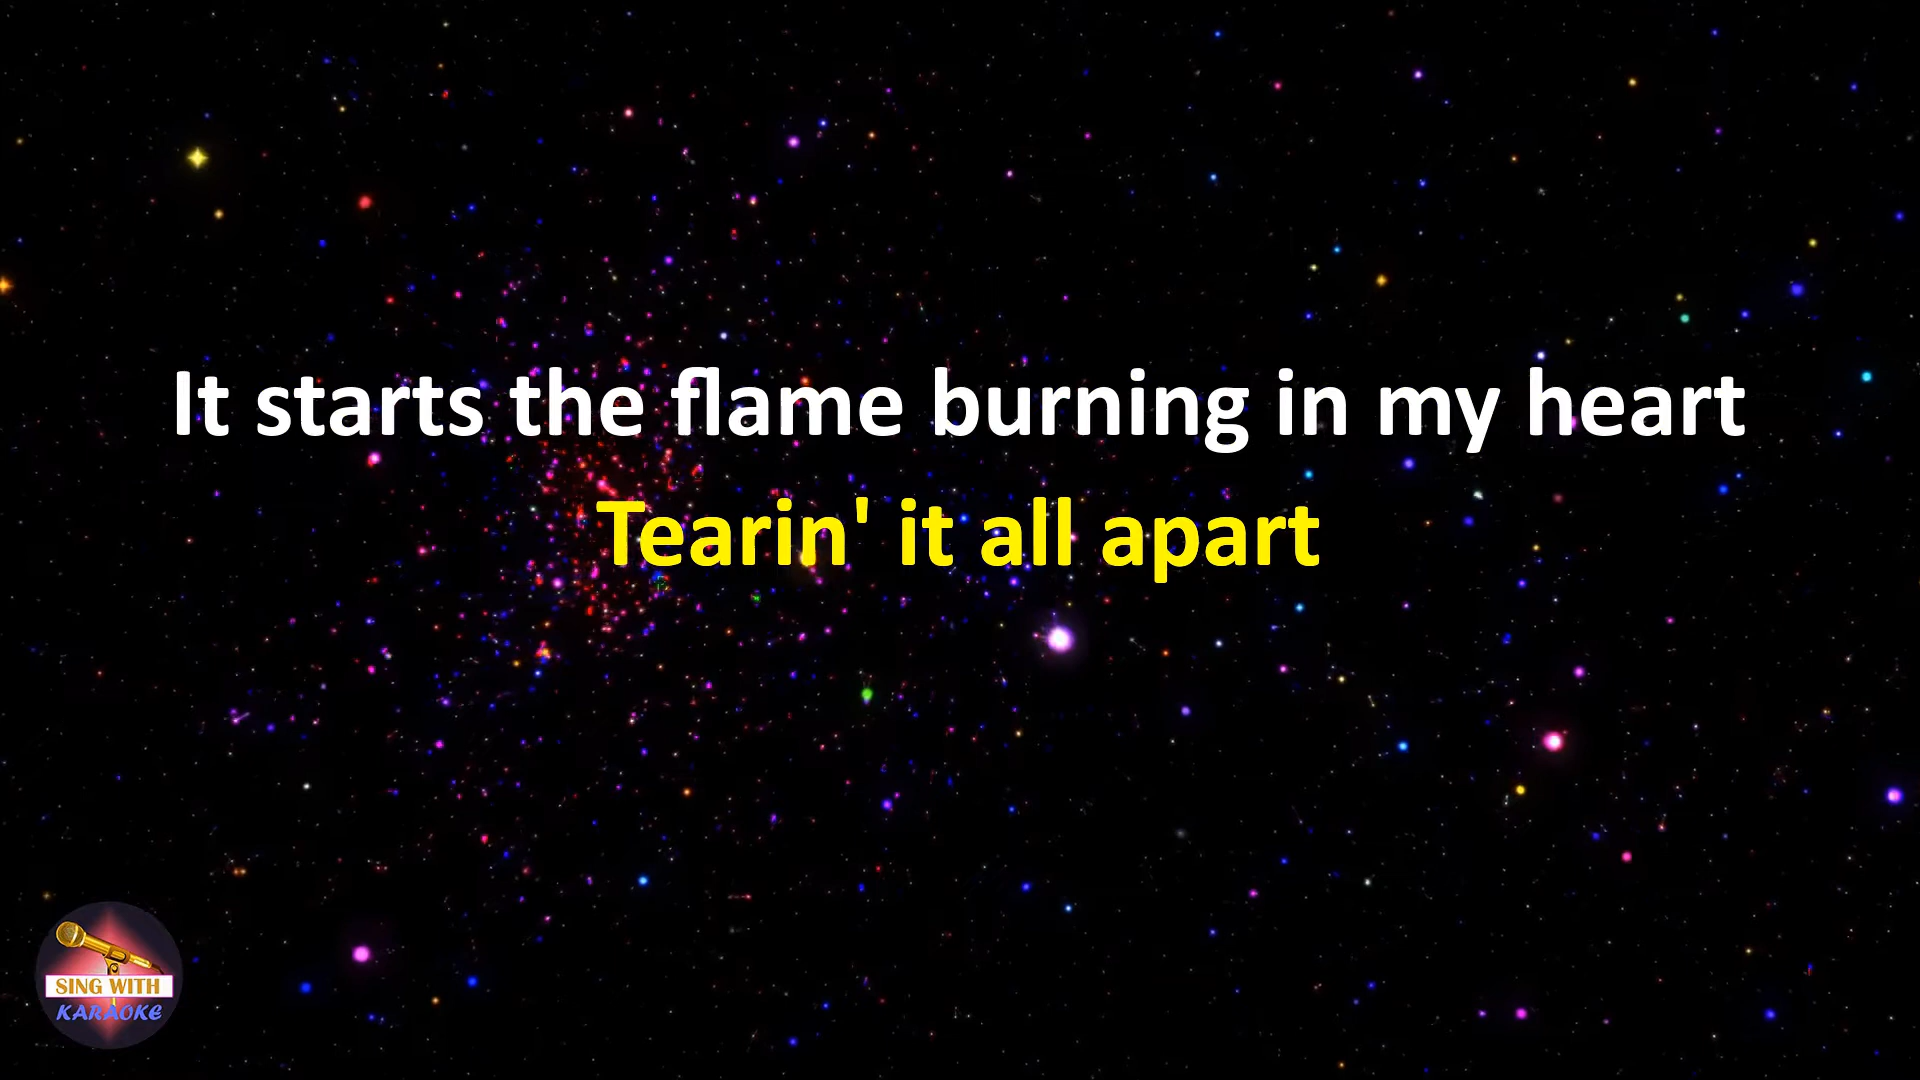 It starts the flame burning in my heart
Tearin' it all apart
SING WITH
KARAOKE